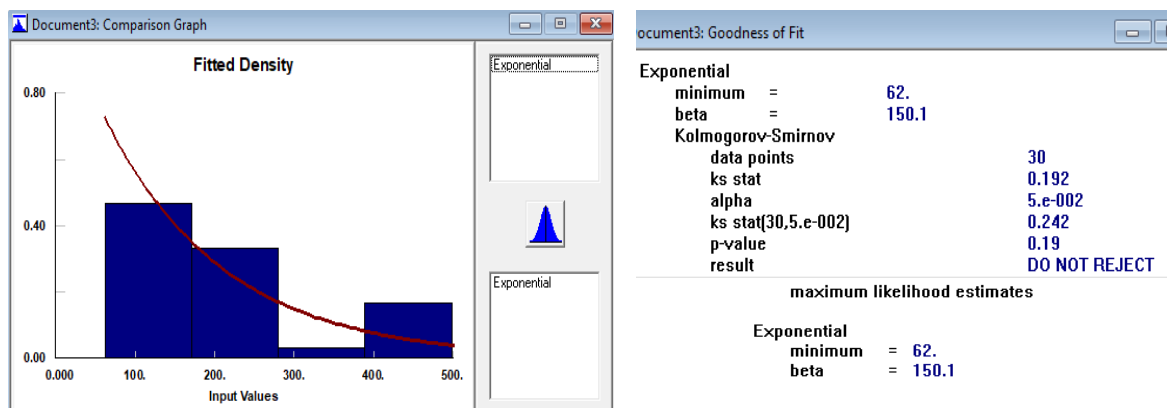 Document3: Comparison Graph
Fitted Density
0.80
0.40
0.00
0.000 100. 200. 300. 400. 500.
Input Values
Exponential
Exponential
ocument3: Goodness of Fit
Exponential
minimum = 62.
beta = 150.1
Kolmogorov-Smirnov
data points 30
ks stat 0.192
alpha 5.e-002
ks stat(30,5.e-002) 0.242
p-value 0.19
result DO NOT REJECT
maximum likelihood estimates
Exponential
minimum = 62.
beta = 150.1